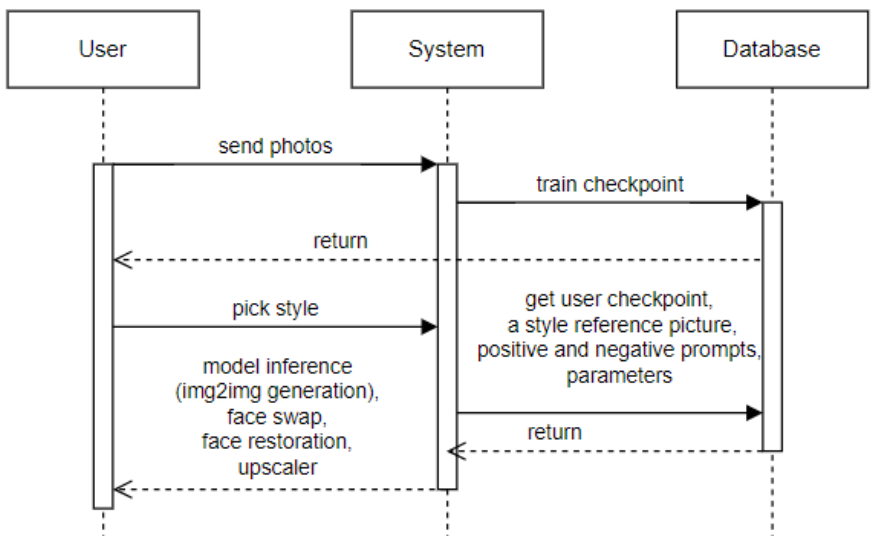 User
System
Database
send photos
train checkpoint
return
pick style
get user checkpoint,
a style reference picture,
positive and negative prompts,
parameters
model inference
(img2img generation),
face swap,
face restoration,
upscaler
return